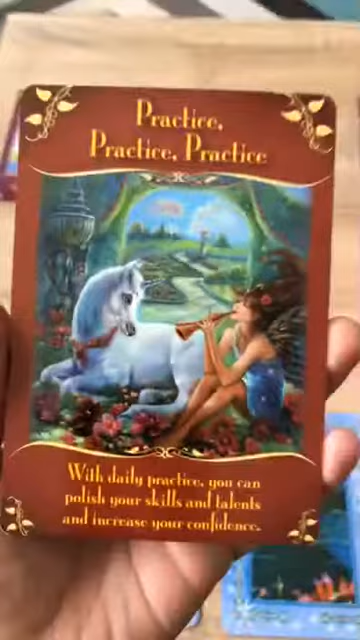 Practice,
Practice, Practice
With daily practice, you can
polish your skills and talents
and increase your confidence.